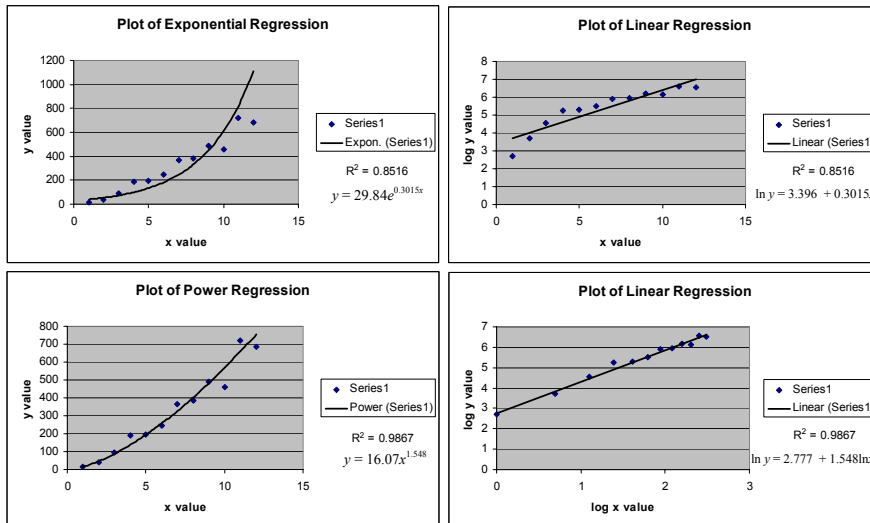 Plot of Exponential Regression
1200
1000
800
600
400
200
0
0 5 10 15
y value
x value
Series1
Expon. (Series1)
R² = 0.8516
y = 29.84e^0.3015x
Plot of Linear Regression
8
7
6
5
4
3
2
1
0
0 5 10 15
log y value
x value
Series1
Linear (Series1
R² = 0.8516
ln y = 3.396 + 0.3015
Plot of Power Regression
800
700
600
500
400
300
200
100
0
0 5 10 15
y value
x value
Series1
Power (Series1)
R² = 0.9867
y = 16.07x^1.548
Plot of Linear Regression
7
6
5
4
3
2
1
0
0 1 2 3
log y value
log x value
Series1
Linear (Series1
R² = 0.9867
ln y = 2.777 + 1.548lnx